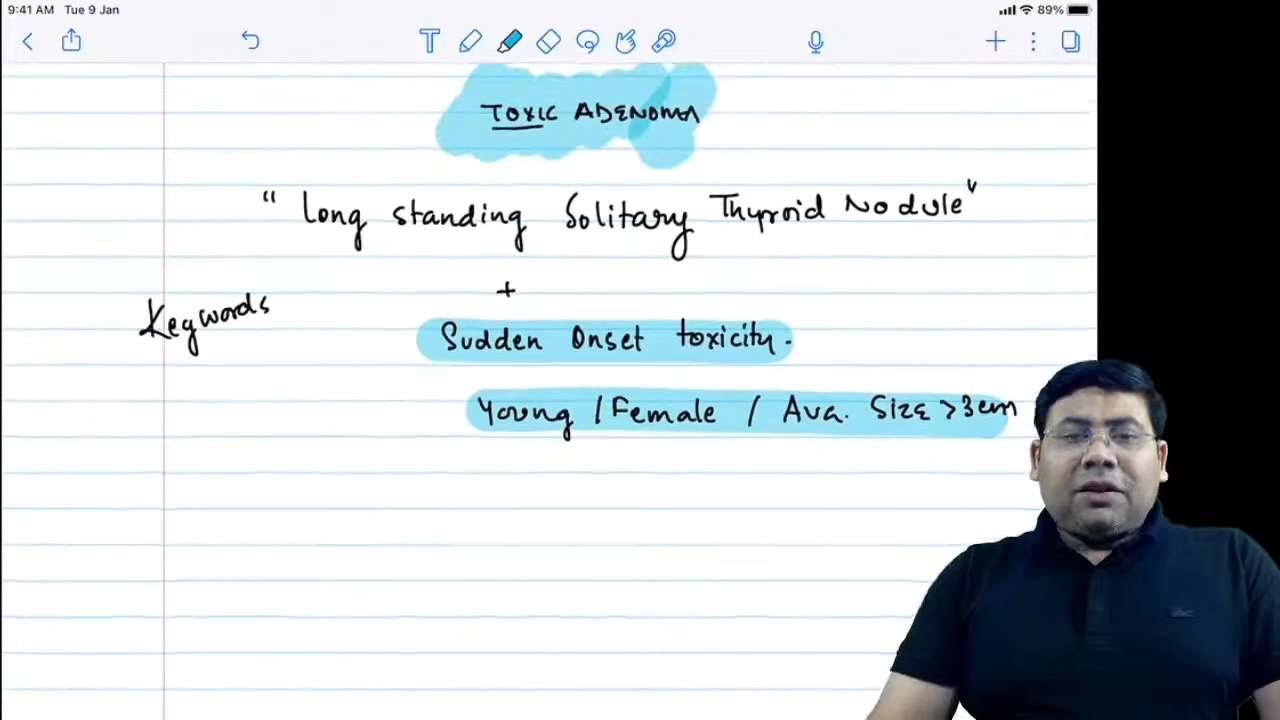 9:41 AM Tue 9 Jan 89%
TOXIC ADENOMA
" Long standing Solitary Thyroid Nodule"
+
Keywords
Sudden Onset toxicity.
Young / Female / Ava. Size >3cm